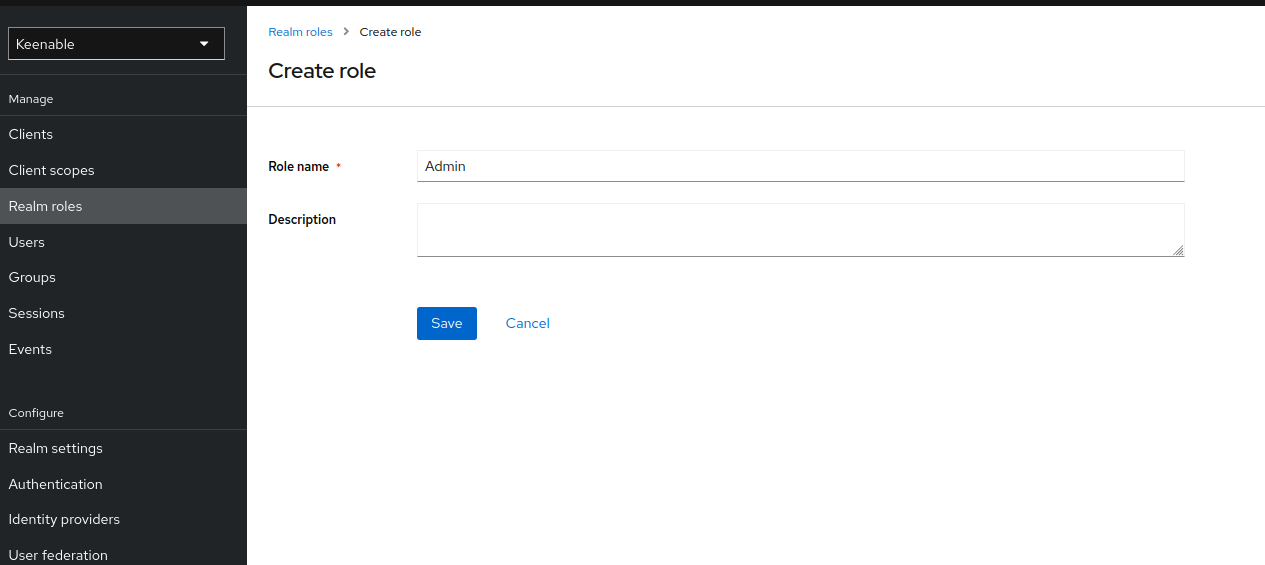 Keenable
Manage
Clients
Client scopes
Realm roles
Users
Groups
Sessions
Events
Configure
Realm settings
Authentication
Identity providers
User federation
Realm roles > Create role
Create role
Role name *
Admin
Description
Save
Cancel